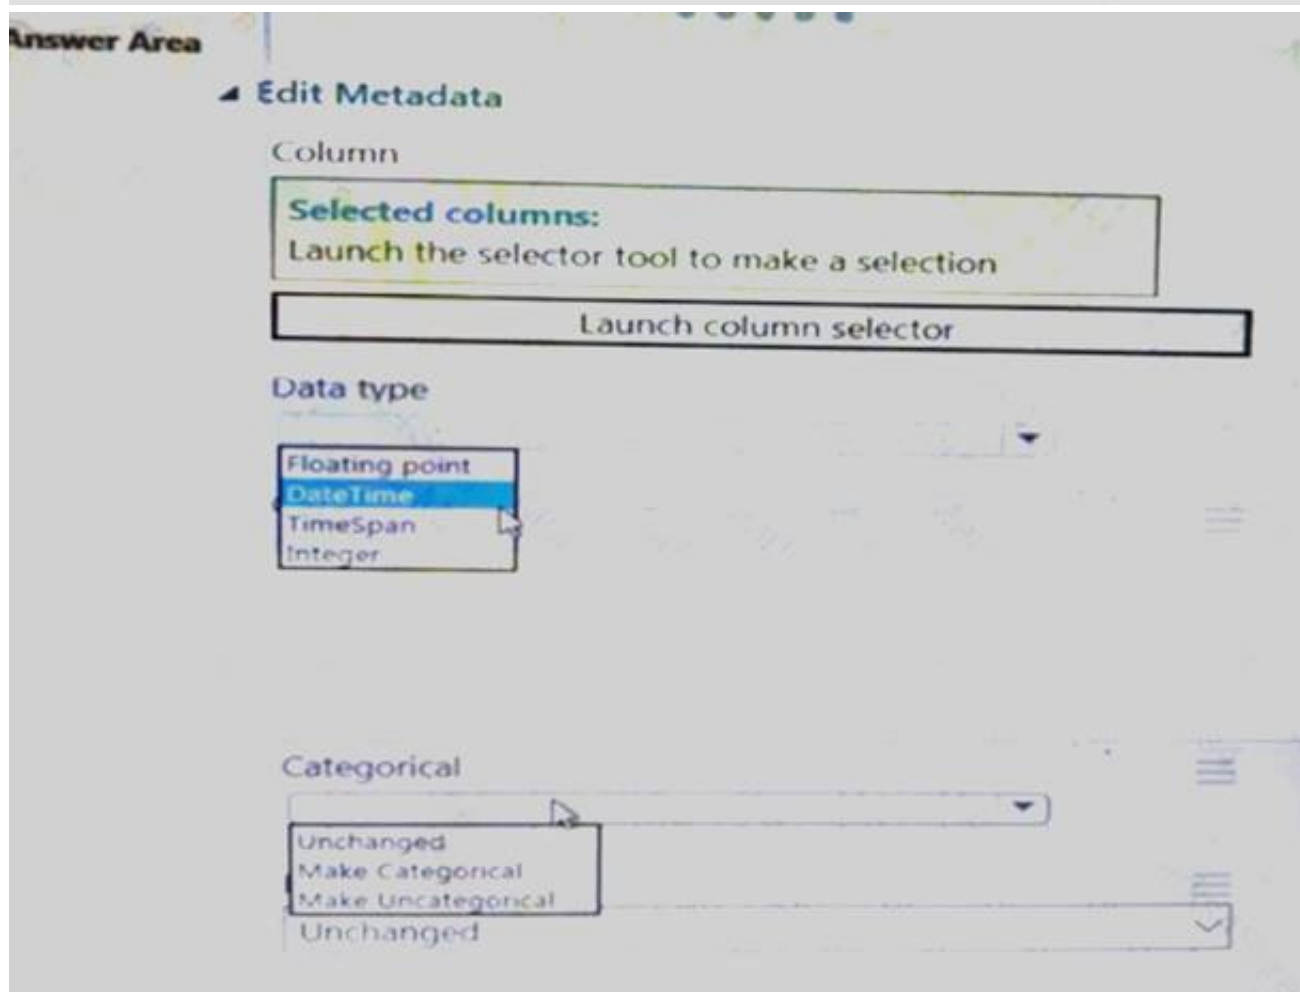 Answer Area
Edit Metadata
Column
Selected columns:
Launch the selector tool to make a selection
Launch column selector
Data type
Floating point
DateTime
TimeSpan
Integer
Categorical
Unchanged
Make Categorical
Make Uncategorical
Unchanged